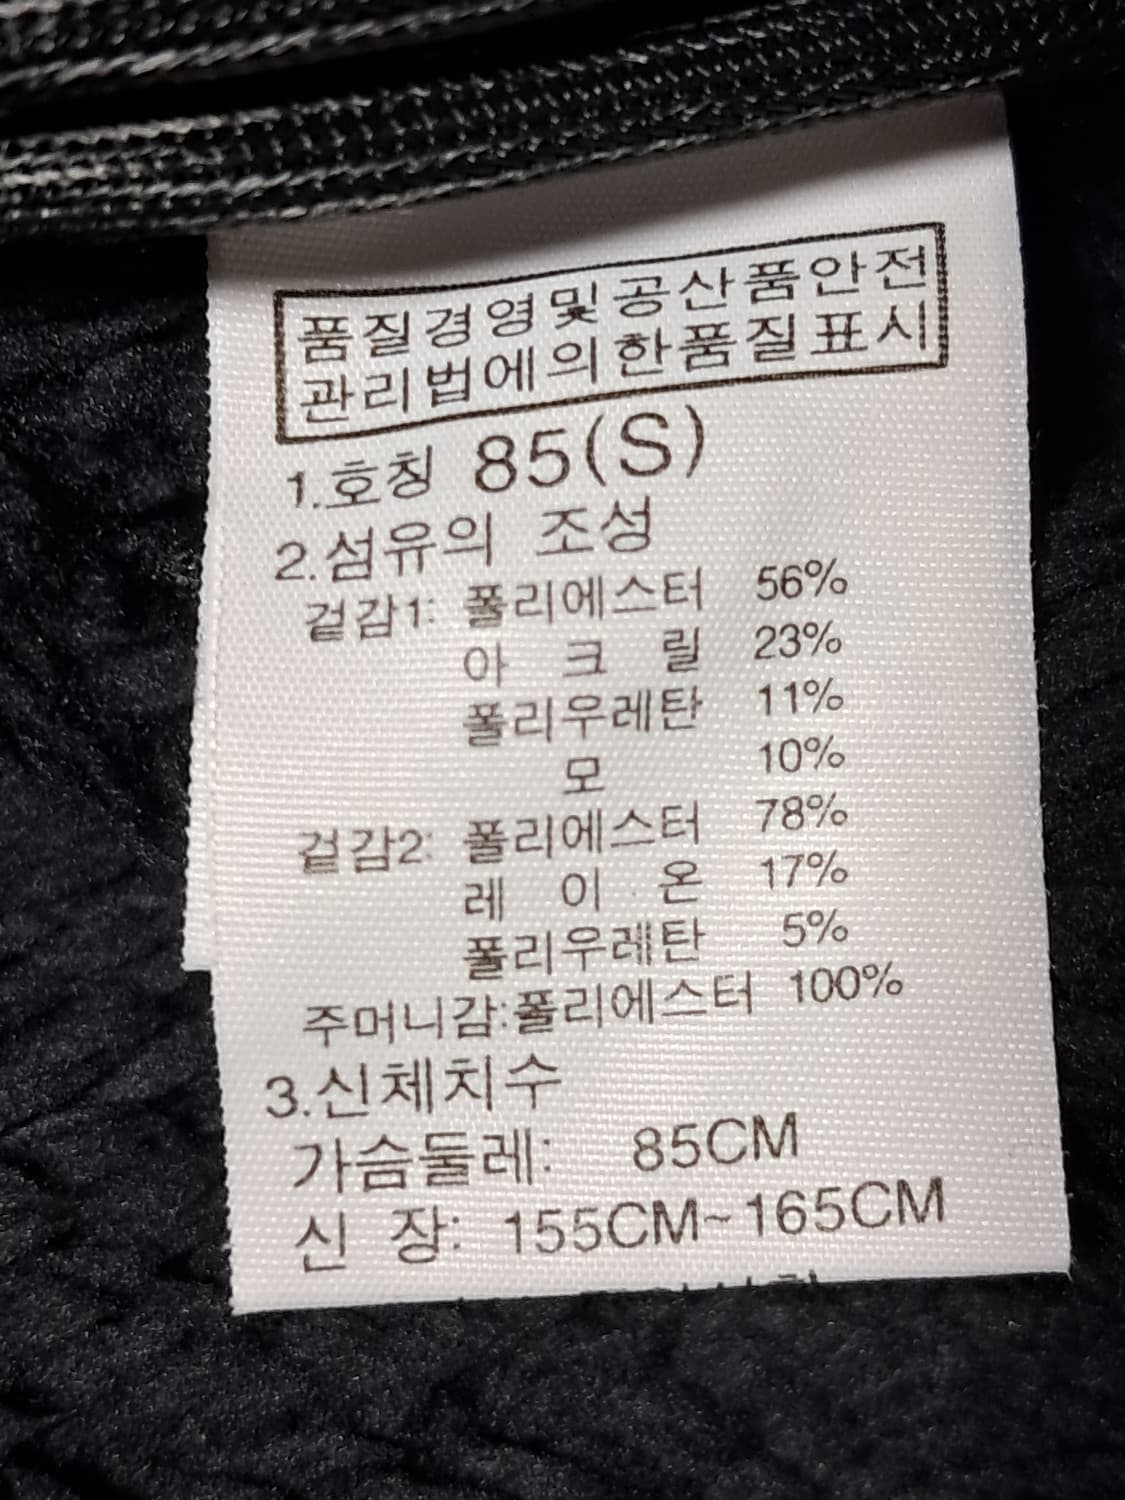 품질경영및공산품안전
관리법에의한품질표시
1.호칭 85(S)
2.섬유의 조성
겉감1: 폴리에스터 56%
아 크 릴 23%
폴리우레탄 11%
모 10%
겉감2: 폴리에스터 78%
레 이 온 17%
폴리우레탄 5%
주머니감:폴리에스터 100%
3.신체치수
가슴둘레: 85CM
신 장: 155CM~165CM